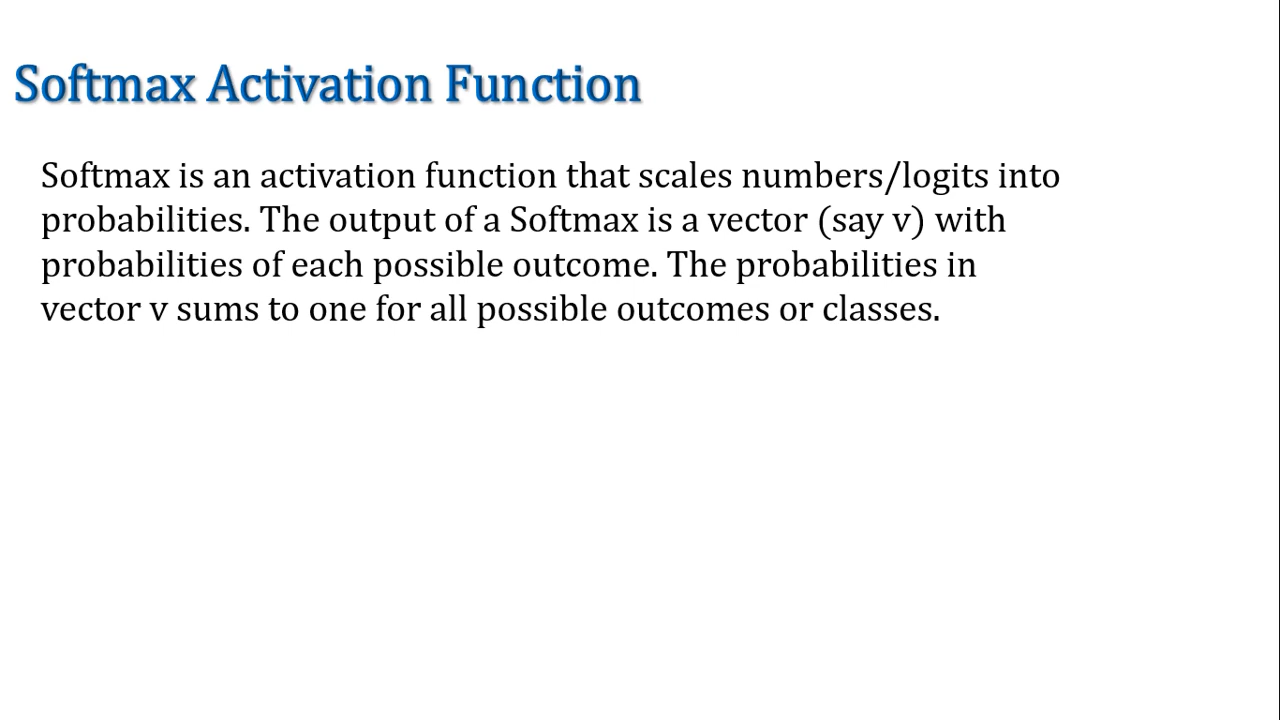 Softmax Activation Function
Softmax is an activation function that scales numbers/logits into
probabilities. The output of a Softmax is a vector (say v) with
probabilities of each possible outcome. The probabilities in
vector v sums to one for all possible outcomes or classes.